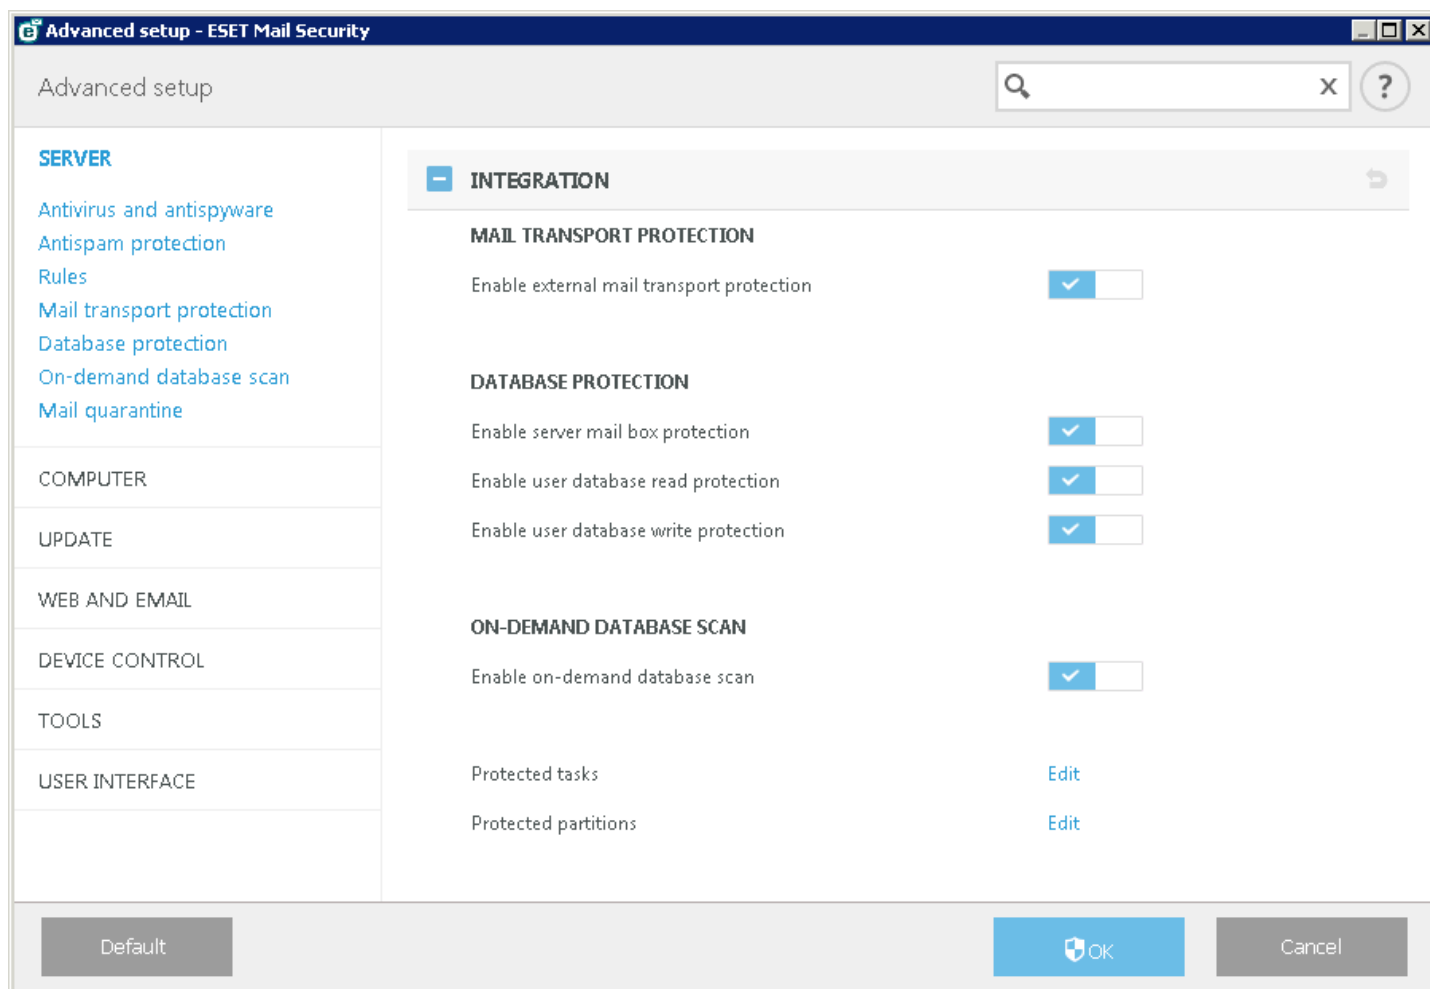 Advanced setup - ESET Mail Security
Advanced setup
?
SERVER
Antivirus and antispyware
Antispam protection
Rules
Mail transport protection
Database protection
On-demand database scan
Mail quarantine
COMPUTER
UPDATE
WEB AND EMAIL
DEVICE CONTROL
TOOLS
USER INTERFACE
INTEGRATION
MAIL TRANSPORT PROTECTION
Enable external mail transport protection
DATABASE PROTECTION
Enable server mail box protection
Enable user database read protection
Enable user database write protection
ON-DEMAND DATABASE SCAN
Enable on-demand database scan
Protected tasks Edit
Protected partitions Edit
Default
OK
Cancel